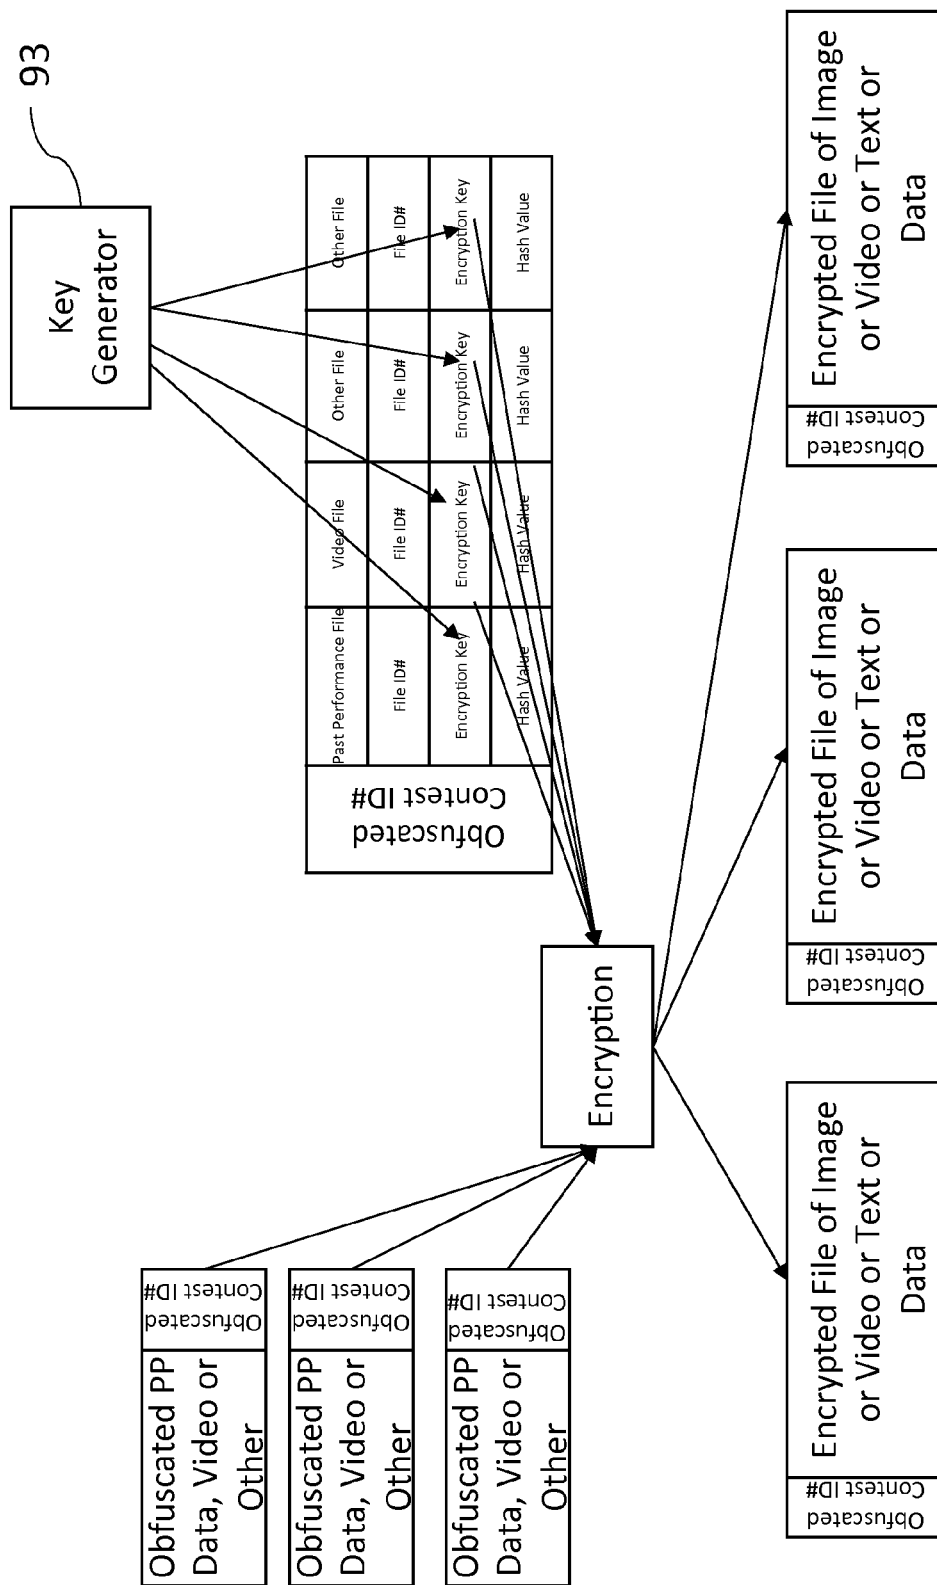 Obfuscated PP
Data, Video or
Other
Obfuscated
Contest ID#
Obfuscated PP
Data, Video or
Other
Obfuscated
Contest ID#
Obfuscated PP
Data, Video or
Other
Obfuscated
Contest ID#
Key
Generator
93
Obfuscated
Contest ID#
Past Performance File
Video File
Other File
Other File
File ID#
File ID#
File ID#
File ID#
Encryption Key
Encryption Key
Encryption Key
Encryption Key
Hash Value
Hash Value
Hash Value
Hash Value
Encryption
Obfuscated
Contest ID#
Encrypted File of Image
or Video or Text or
Data
Obfuscated
Contest ID#
Encrypted File of Image
or Video or Text or
Data
Obfuscated
Contest ID#
Encrypted File of Image
or Video or Text or
Data